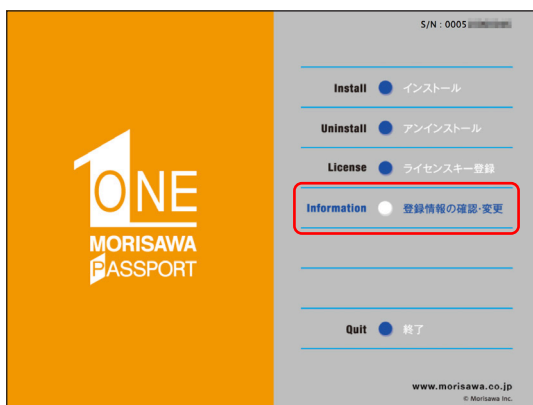 S/N : 0005
Install インストール
Uninstall アンインストール
License ライセンスキー登録
Information 登録情報の確認・変更
1 ONE
MORISAWA
PASSPORT
Quit 終了
www.morisawa.co.jp
© Morisawa Inc.